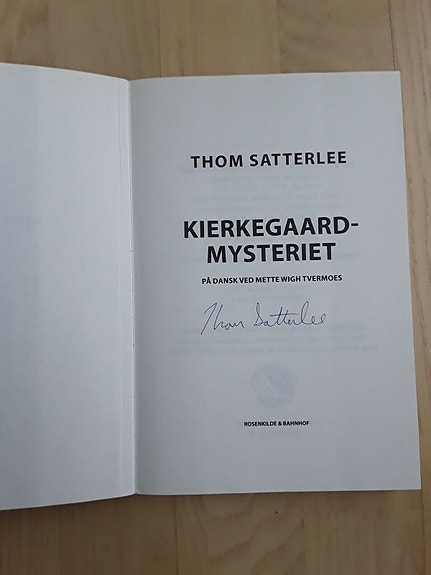 THOM SATTERLEE
KIERKEGAARD-
MYSTERIET
PÅ DANSK VED METTE WIGH TVERMOES
Thom Satterlee
ROSENKILDE & BAHNHOF